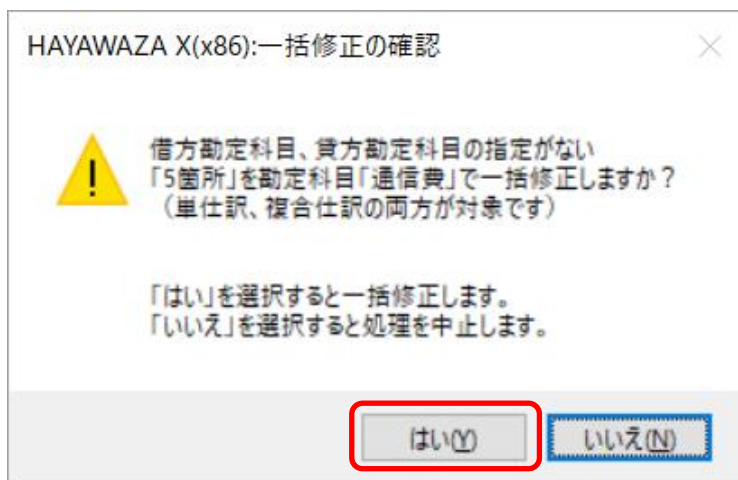 HAYAWAZA X(x86):一括修正の確認
借方勘定科目、貸方勘定科目の指定がない
「5箇所」を勘定科目「通信費」で一括修正しますか？
（単仕訳、複合仕訳の両方が対象です）
「はい」を選択すると一括修正します。
「いいえ」を選択すると処理を中止します。
はい(Y) いいえ(N)